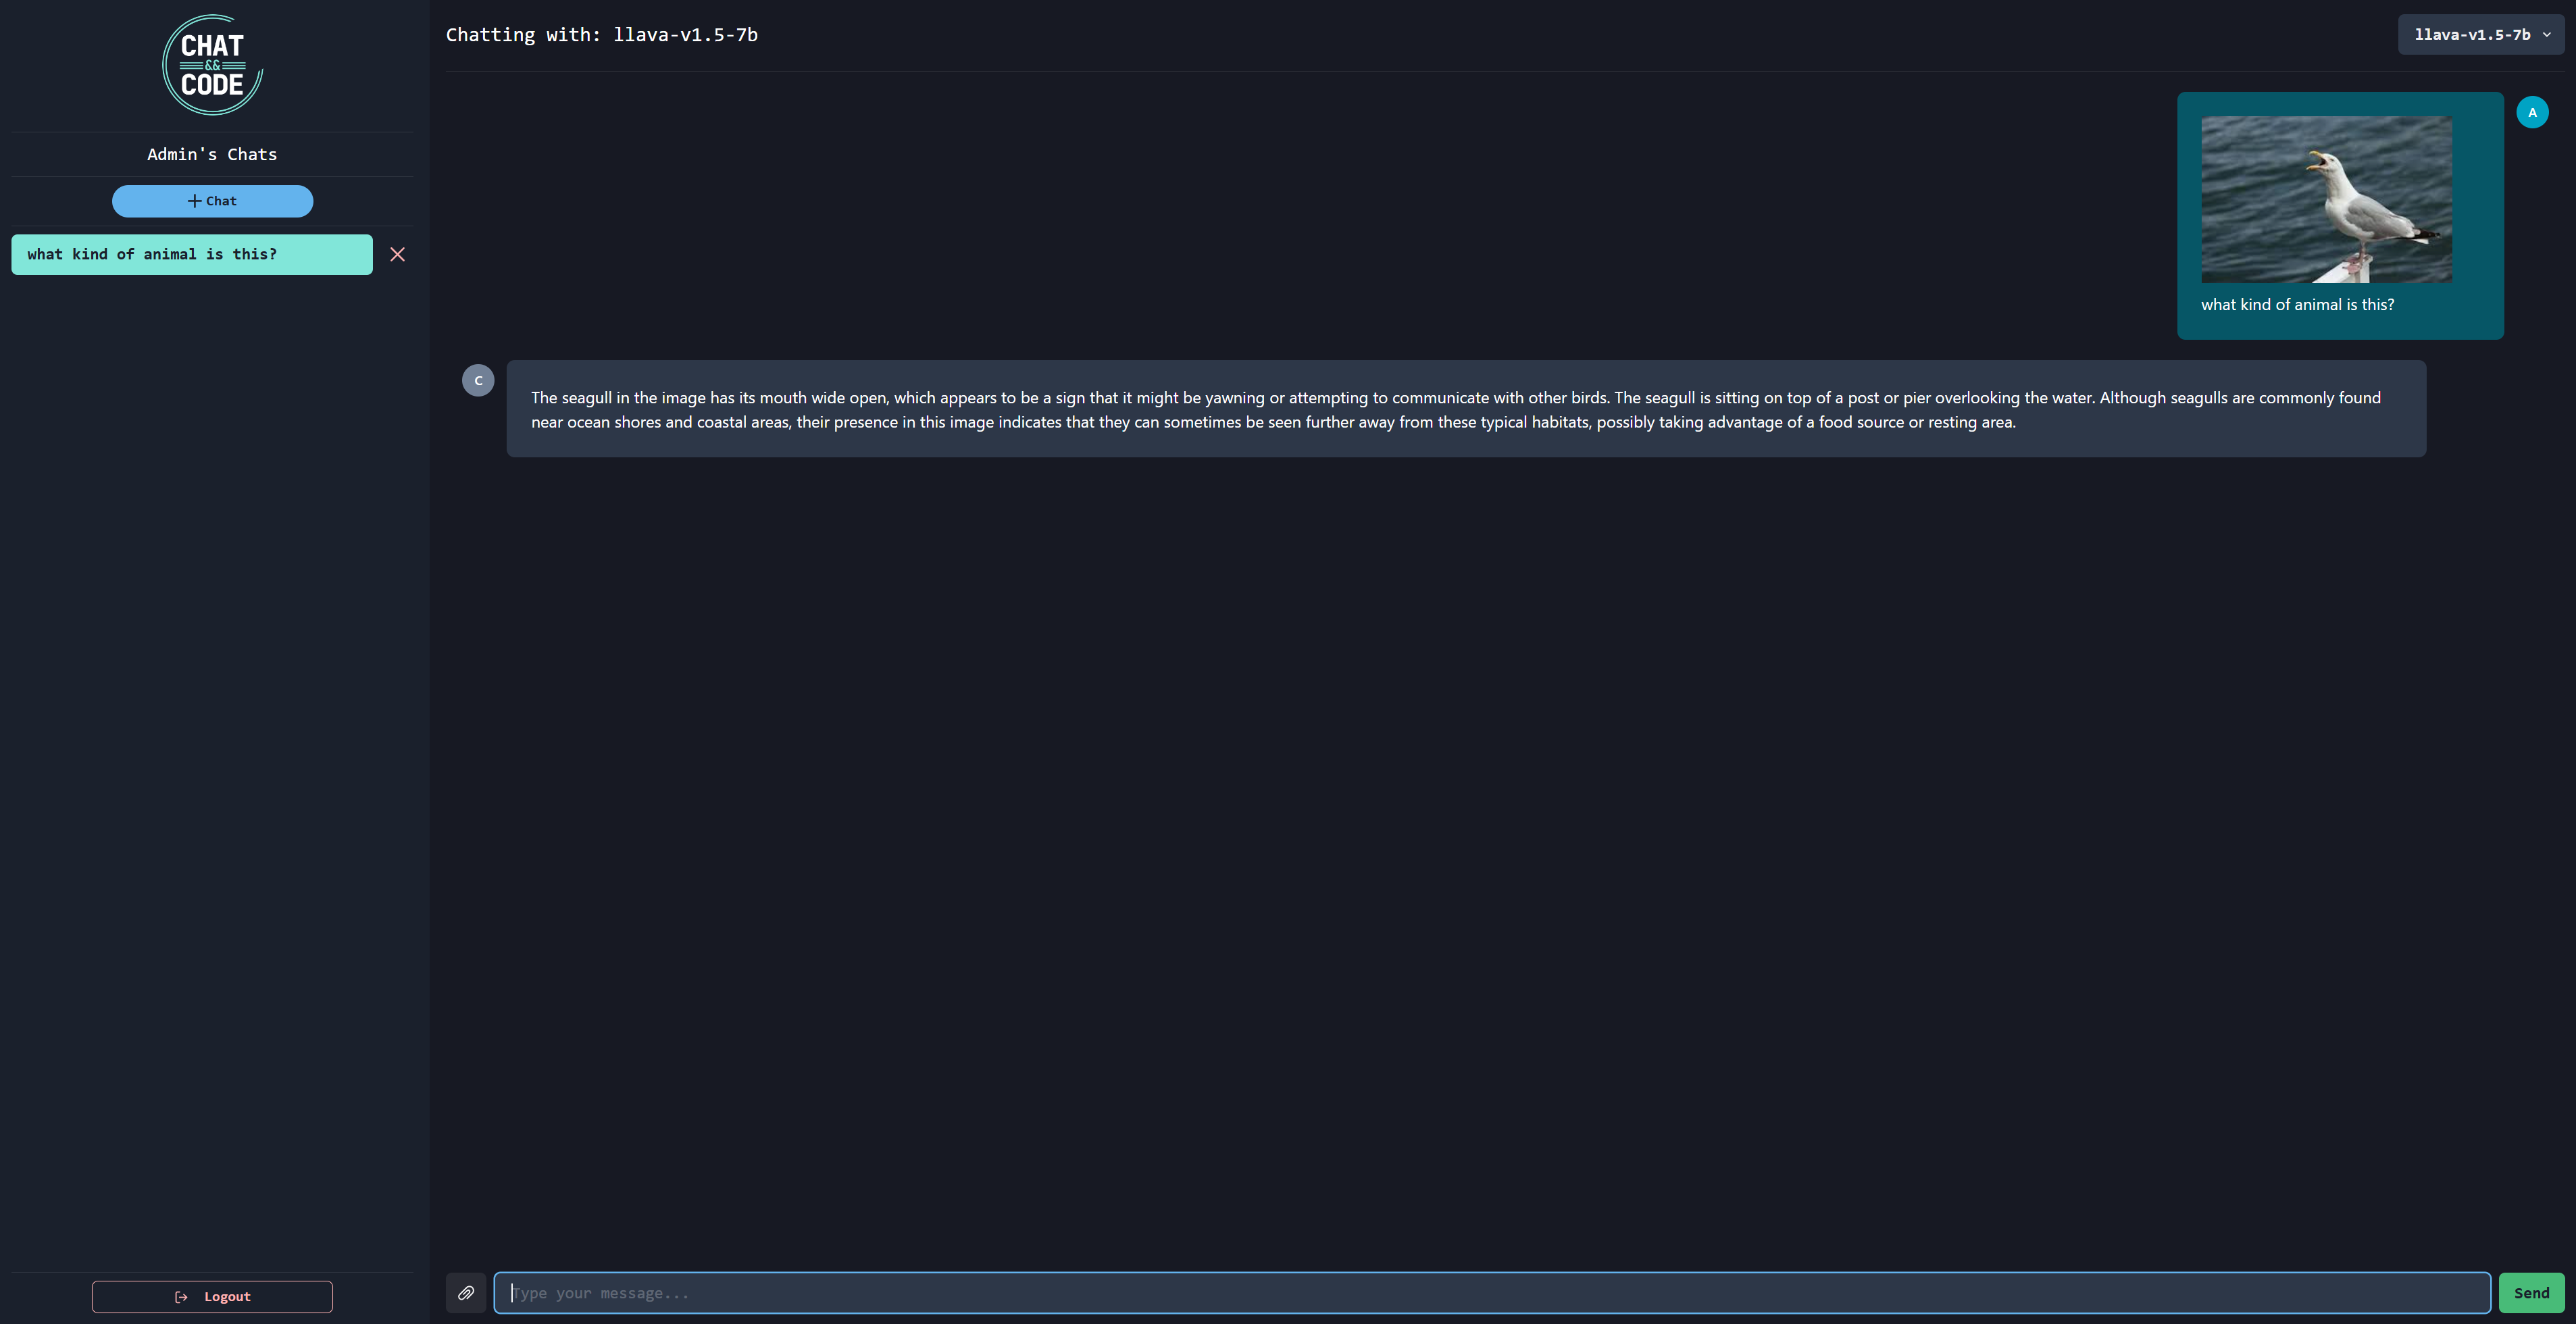 CHAT
&&
CODE
Admin's Chats
Chat
what kind of animal is this?
Logout
Chatting with: llava-v1.5-7b
llava-v1.5-7b
A
what kind of animal is this?
C
The seagull in the image has its mouth wide open, which appears to be a sign that it might be yawning or attempting to communicate with other birds. The seagull is sitting on top of a post or pier overlooking the water. Although seagulls are commonly found
near ocean shores and coastal areas, their presence in this image indicates that they can sometimes be seen further away from these typical habitats, possibly taking advantage of a food source or resting area.
Type your message...
Send